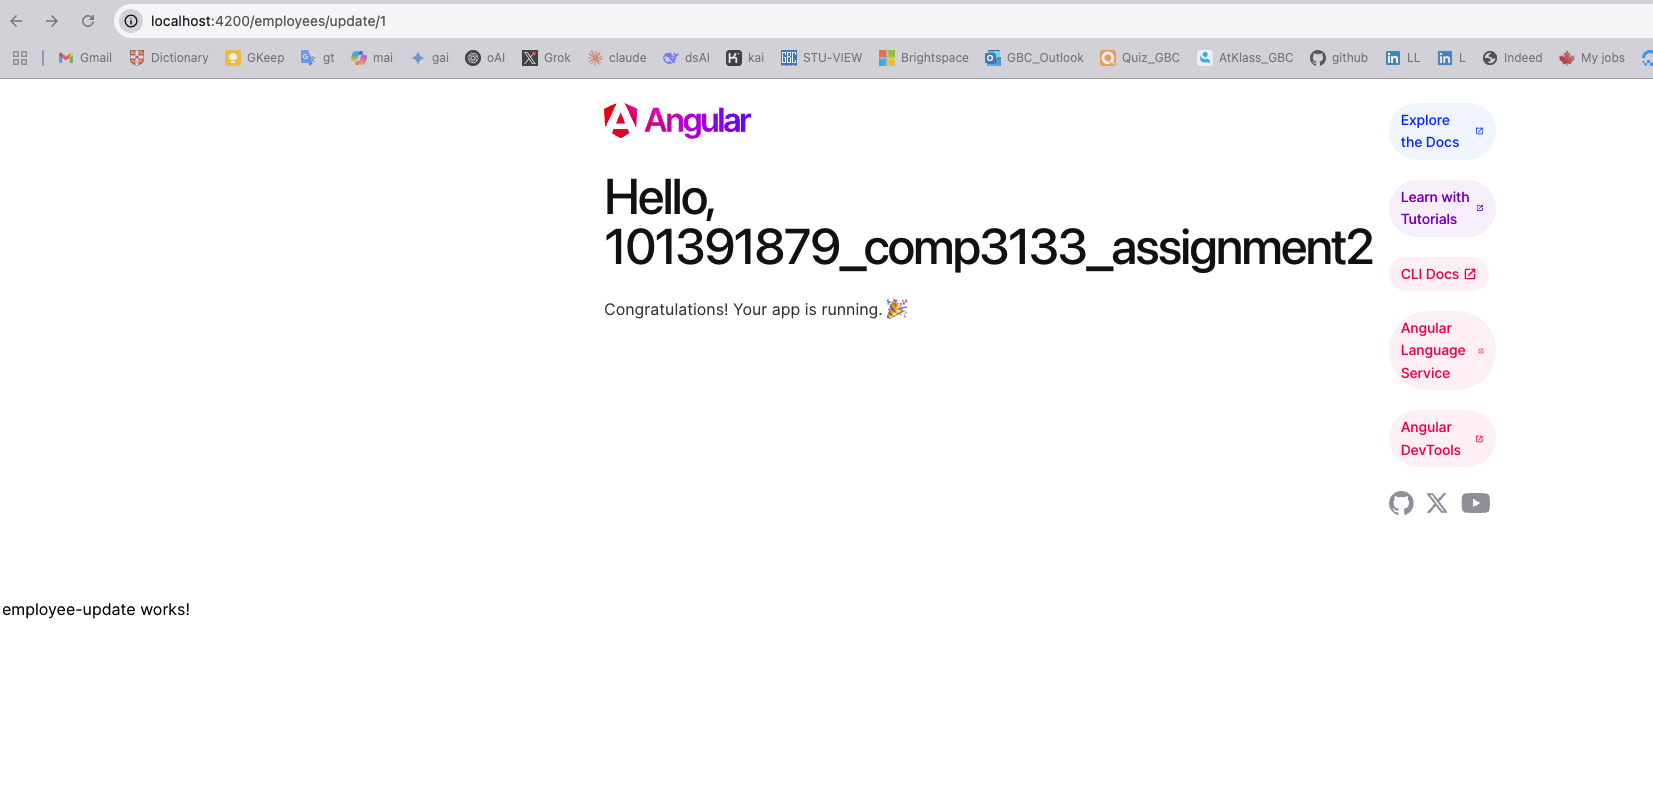 localhost:4200/employees/update/1
Gmail Dictionary GKeep gt mai gai oAI Grok claude dsAI kai STU-VIEW Brightspace GBC_Outlook Quiz_GBC AtKlass_GBC github LL L Indeed My jobs
Angular
Hello,
101391879_comp3133_assignment2
Congratulations! Your app is running. 🎉
Explore
the Docs
Learn with
Tutorials
CLI Docs
Angular
Language
Service
Angular
DevTools
employee-update works!